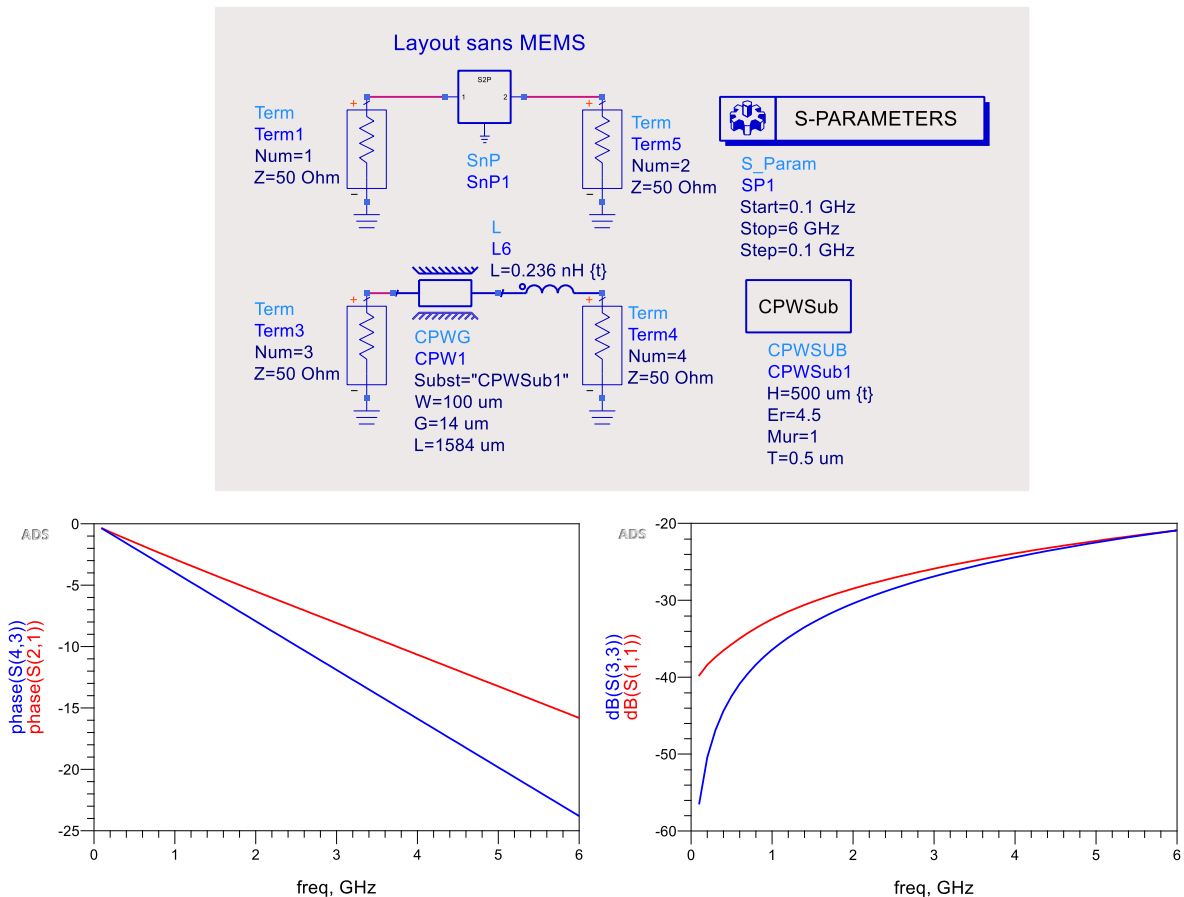 Layout sans MEMS
S2P
1
2
SnP
SnP1
+
Term
Term1
Num=1
Z=50 Ohm
−
+
Term
Term5
Num=2
Z=50 Ohm
−
S-PARAMETERS
S_Param
SP1
Start=0.1 GHz
Stop=6 GHz
Step=0.1 GHz
L
L6
L=0.236 nH {t}
+
Term
Term3
Num=3
Z=50 Ohm
−
CPWG
CPW1
Subst="CPWSub1"
W=100 um
G=14 um
L=1584 um
+
Term
Term4
Num=4
Z=50 Ohm
−
CPWSub
CPWSUB
CPWSub1
H=500 um {t}
Er=4.5
Mur=1
T=0.5 um
ADS
phase(S(4,3))
phase(S(2,1))
0
-5
-10
-15
-20
-25
0 1 2 3 4 5 6
freq, GHz
ADS
dB(S(3,3))
dB(S(1,1))
-20
-30
-40
-50
-60
0 1 2 3 4 5 6
freq, GHz